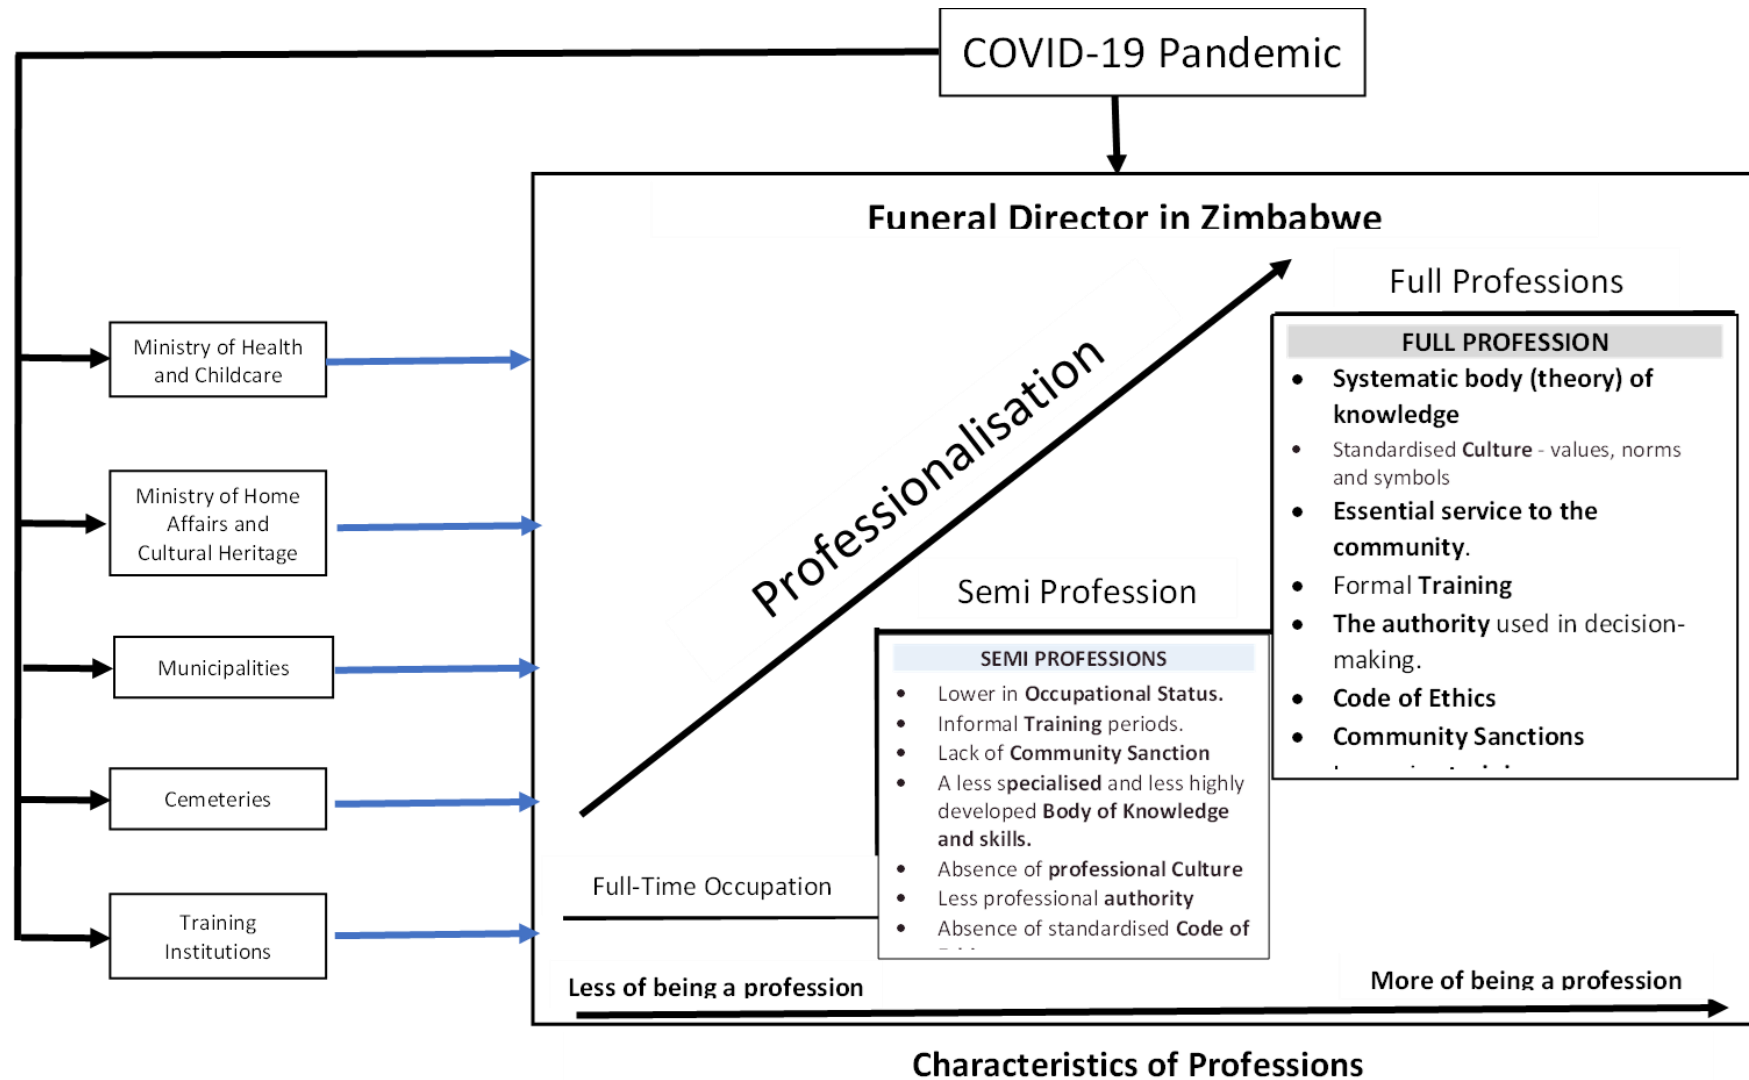 COVID-19 Pandemic
Funeral Director in Zimbabwe
Professionalisation
Ministry of Health
and Childcare
Ministry of Home
Affairs and
Cultural Heritage
Municipalities
Cemeteries
Training
Institutions
Full-Time Occupation
Semi Profession
SEMI PROFESSIONS
• Lower in Occupational Status.
• Informal Training periods.
• Lack of Community Sanction
• A less specialised and less highly
developed Body of Knowledge
and skills.
• Absence of professional Culture
• Less professional authority
• Absence of standardised Code of
Full Professions
FULL PROFESSION
• Systematic body (theory) of
knowledge
• Standardised Culture - values, norms
and symbols
• Essential service to the
community.
• Formal Training
• The authority used in decision-
making.
• Code of Ethics
• Community Sanctions
Less of being a profession
More of being a profession
Characteristics of Professions